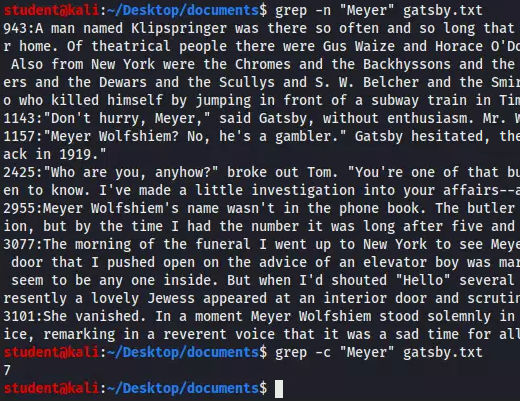 student@kali:~/Desktop/documents$ grep -n "Meyer" gatsby.txt
943:A man named Klipspringer was there so often and so long that
r home. Of theatrical people there were Gus Waize and Horace O'Do
 Also from New York were the Chromes and the Backhyssons and the
ers and the Dewars and the Scullys and S. W. Belcher and the Smir
o who killed himself by jumping in front of a subway train in Tim
1143:"Don't hurry, Meyer," said Gatsby, without enthusiasm. Mr. W
1157:"Meyer Wolfshiem? No, he's a gambler." Gatsby hesitated, the
ack in 1919."
2425:"Who are you, anyhow?" broke out Tom. "You're one of that bu
en to know. I've made a little investigation into your affairs--a
2955:Meyer Wolfshiem's name wasn't in the phone book. The butler
ion, but by the time I had the number it was long after five and
3077:The morning of the funeral I went up to New York to see Meye
 door that I pushed open on the advice of an elevator boy was mar
 seem to be any one inside. But when I'd shouted "Hello" several
resently a lovely Jewess appeared at an interior door and scrutin
3101:She vanished. In a moment Meyer Wolfshiem stood solemnly in
ice, remarking in a reverent voice that it was a sad time for all
student@kali:~/Desktop/documents$ grep -c "Meyer" gatsby.txt
7
student@kali:~/Desktop/documents$